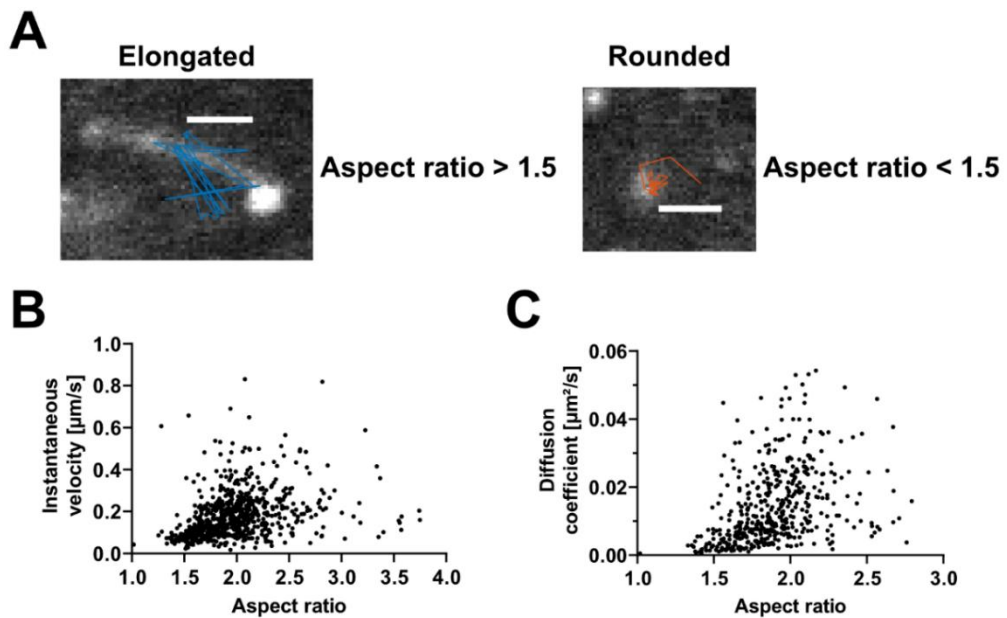 A
Elongated
Rounded
Aspect ratio > 1.5
Aspect ratio < 1.5
B
C
Instantaneous
velocity [µm/s]
1.0
0.8
0.6
0.4
0.2
0.0
1.0 1.5 2.0 2.5 3.0 3.5 4.0
Aspect ratio
Diffusion
coefficient [µm²/s]
0.06
0.04
0.02
0.00
1.0 1.5 2.0 2.5 3.0
Aspect ratio